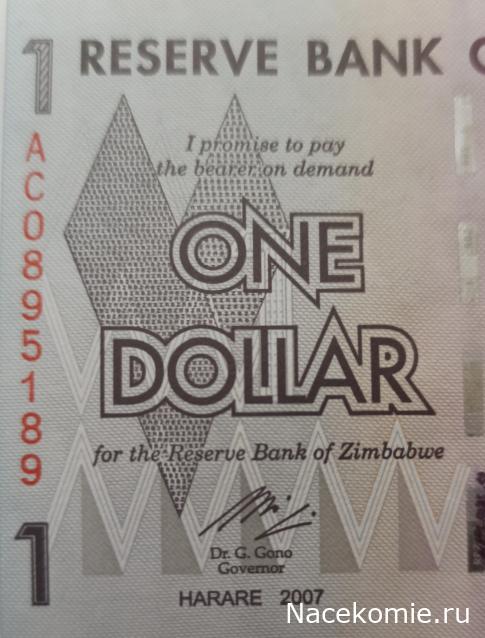 1
RESERVE BANK O
AC0895189
I promise to pay
the bearer on demand
ONE
DOLLAR
for the Reserve Bank of Zimbabwe
Dr. G. Gono
Governor
1
HARARE 2007
Nacekomie.ru